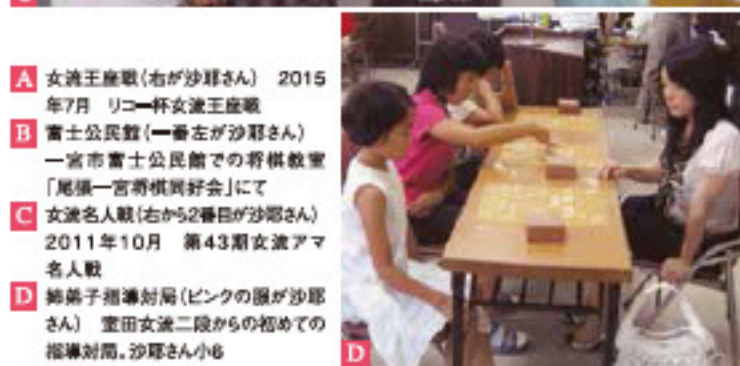 A 女流王座戦(右が沙耶さん) 2015
年7月 リコー杯女流王座戦
B 富士公民館(一番左が沙耶さん)
一宮市富士公民館での将棋教室
「尾張一宮将棋同好会」にて
C 女流名人戦(右から2番目が沙耶さん)
2011年10月 第43期女流アマ
名人戦
D 姉弟子指導対局(ピンクの服が沙耶
さん) 室田女流二段からの初めての
指導対局。沙耶さん小6
D